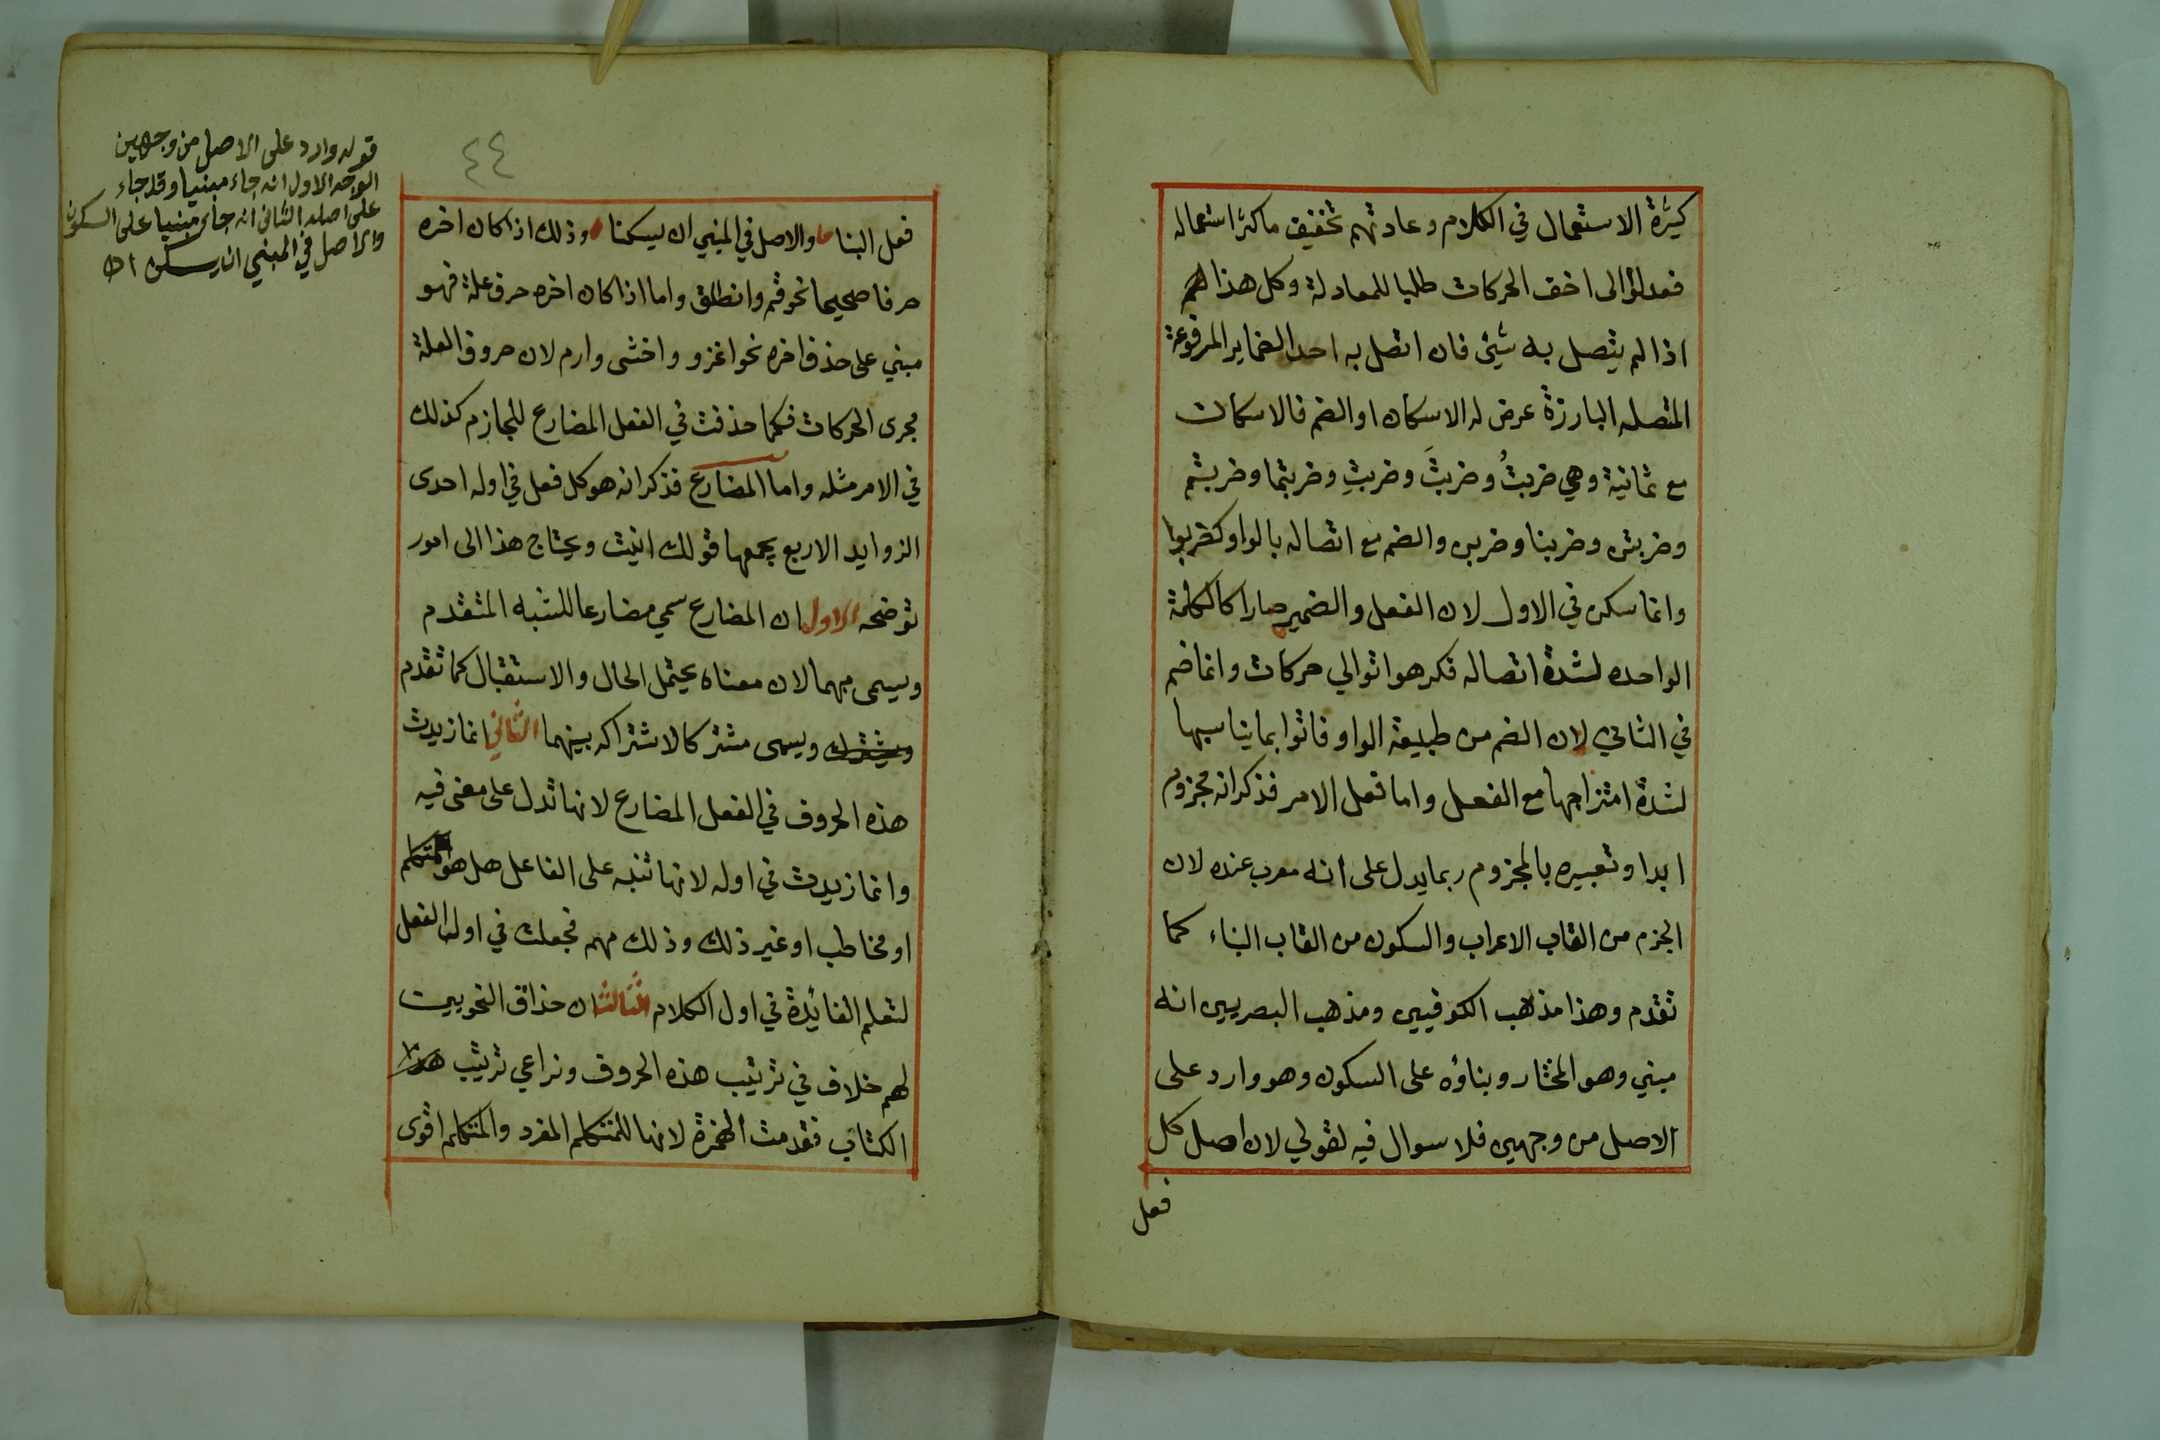 كثرة الاستعمال في الكلام وعادتهم تخفيف ما كثر استعماله
فعدلوا الى اخف الحركات طلبا للمعادلة وكل هذا
اذا لم يتصل به شئ فان اتصل به احد الضماير المرفوعة
المتصله البارزة عرض له الاسكان او الضم فالاسكان
مع ثمانية وهي ضربتُ وضربتَ وضربتِ وضربتما وضربتم
وضربتن وضربنا وضربن والضم مع اتصاله بالواو كضربوا
وانما سكن في الاول لان الفعل والضمير صارا كالكلمة
الواحده لشدة اتصاله فكرهوا توالي حركات وانما ضم
في الثاني لان الضم من طبيعة الواو فاتوا بما يناسبها
لشدة امتزاجها مع الفعل واما فعل الامر فذكر انه مجزوم
ابدا وتعبيره بالمجزوم ربما يدل على أنه معرب عنده لان
الجزم من القاب الاعراب والسكون من القاب البناء كما
تقدم وهذا مذهب الكوفيين ومذهب البصريين انه
مبني وهو المختار وبناؤه على السكون وهو وارد على
الاصل من وجهين فلا سوال فيه لقولي لان اصل كل
فعل
٤٤
فعل البنا والاصل في المبني ان يسكنا وذلك اذا كان اخره
حرفا صحيحا نحو قم وانطلق واما اذا كان اخره حرف علة فهو
مبني على حذف اخره نحو اغزو واخشى وارم لان حروف العلة
مجرى الحركات فكما حذفت في الفعل المضارع للجازم كذلك
في الامر مثله واما المضارع فذكر انه هو كل فعل في اوله احدى
الزوايد الاربع يجمعها قولك انيت ويحتاج هذا الى امور
توضحه الاول ان المضارع سمي مضارعا للشبه المتقدم
ويسمى مبهما لان معناه يحتمل الحال والاستقبال كما تقدم
ويسمى مشتركا لاشتراكه بينهما الثاني انما زيدت
هذه الحروف في الفعل المضارع لانها تدل على معنى فيه
وانما زيدت في اوله لانها تنبه على الفاعل هل هو متكلم
او مخاطب او غير ذلك وذلك مهم فجعلت في اول الفعل
لتعلم الفائدة في اول الكلام الثالث ان حذاق النحويين
لهم خلاف في ترتيب هذه الحروف ونراعي ترتيب هذا
الكتاب فقدمت الهمزة لانها للمتكلم المفرد والمتكلم اقوى
قوله وارد على الاصل من وجهين
الوجه الاول انه جاء مبنيا وقد جاء
على اصله الثاني انه جاء مبنيا على السكون
والاصل في المبني ان يسكن اه